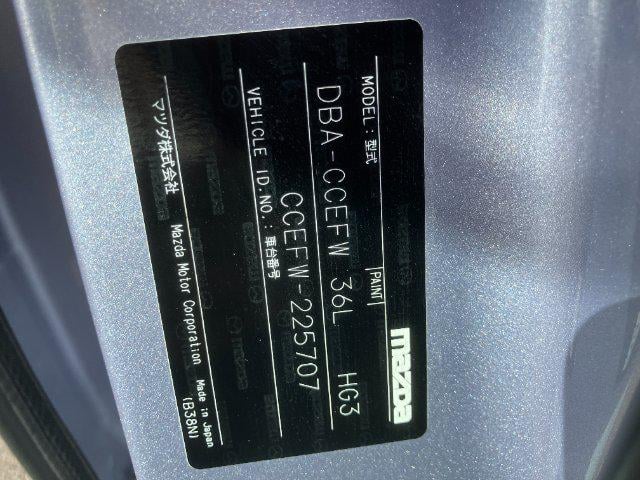 mazda
MODEL:型式 PAINT
DBA-CCEFW 36L HG3
VEHICLE ID.NO.:車台番号
CCEFW-225707
マツダ株式会社 Mazda Motor Corporation Made in Japan
(B38N)